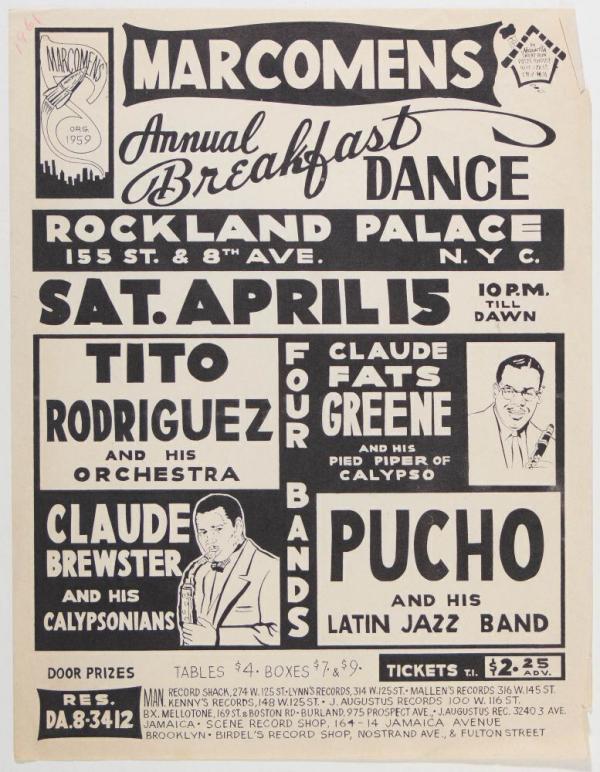 1961
MARCOMENS
ORG.
1959
MARCOMENS
Annual
Breakfast
DANCE
ROCKLAND PALACE
155 ST. & 8TH AVE. N. Y. C.
SAT. APRIL 15
10 P.M.
TILL
DAWN
TITO
RODRIGUEZ
AND HIS
ORCHESTRA
FOUR BANDS
CLAUDE
FATS
GREENE
AND HIS
PIED PIPER OF
CALYPSO
CLAUDE
BREWSTER
AND HIS
CALYPSONIANS
PUCHO
AND HIS
LATIN JAZZ BAND
DOOR PRIZES TABLES $4. BOXES $7. & $9.
TICKETS T.I. $2.25 ADV.
RES.
DA.8-3412
MAN. RECORD SHACK, 274 W. 125 ST. · LYNN'S RECORDS, 314 W. 125 ST. · MALLEN'S RECORDS 316 W. 145 ST.
KENNY'S RECORDS, 148 W. 125 ST. · J. AUGUSTUS RECORDS 100 W. 116 ST.
BX. MELLOTONE, 169 ST. & BOSTON RD · BURLAND, 975 PROSPECT AVE., · J. AUGUSTUS REC. 3240 3 AVE.
JAMAICA · SCENE RECORD SHOP, 164-14 JAMAICA AVENUE
BROOKLYN · BIRDEL'S RECORD SHOP, NOSTRAND AVE., & FULTON STREET